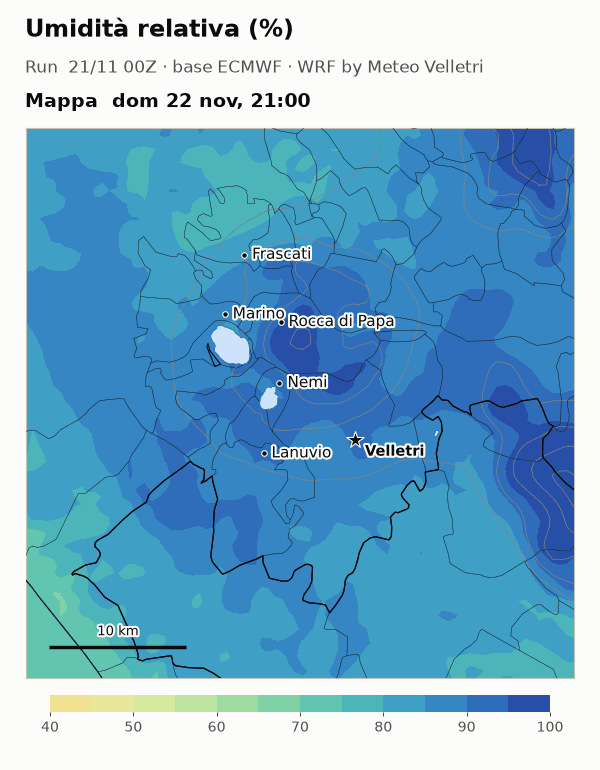 Umidità relativa (%)
Run  21/11 00Z · base ECMWF · WRF by Meteo Velletri
Mappa  dom 22 nov, 21:00
Frascati
Marino
Rocca di Papa
Nemi
Velletri
Lanuvio
10 km
40 50 60 70 80 90 100